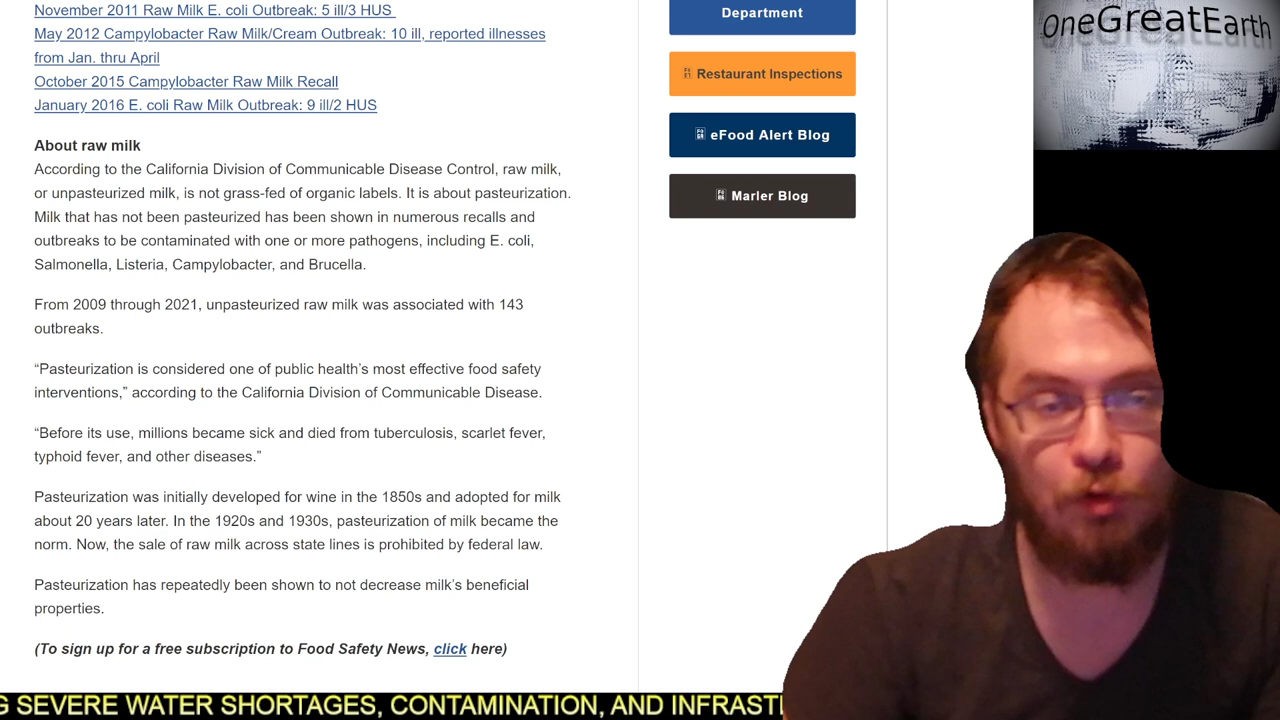 November 2011 Raw Milk E. coli Outbreak: 5 ill/3 HUS
May 2012 Campylobacter Raw Milk/Cream Outbreak: 10 ill, reported illnesses
from Jan. thru April
October 2015 Campylobacter Raw Milk Recall
January 2016 E. coli Raw Milk Outbreak: 9 ill/2 HUS
About raw milk
According to the California Division of Communicable Disease Control, raw milk,
or unpasteurized milk, is not grass-fed of organic labels. It is about pasteurization.
Milk that has not been pasteurized has been shown in numerous recalls and
outbreaks to be contaminated with one or more pathogens, including E. coli,
Salmonella, Listeria, Campylobacter, and Brucella.
From 2009 through 2021, unpasteurized raw milk was associated with 143
outbreaks.
“Pasteurization is considered one of public health’s most effective food safety
interventions,” according to the California Division of Communicable Disease.
“Before its use, millions became sick and died from tuberculosis, scarlet fever,
typhoid fever, and other diseases.”
Pasteurization was initially developed for wine in the 1850s and adopted for milk
about 20 years later. In the 1920s and 1930s, pasteurization of milk became the
norm. Now, the sale of raw milk across state lines is prohibited by federal law.
Pasteurization has repeatedly been shown to not decrease milk’s beneficial
properties.
(To sign up for a free subscription to Food Safety News, click here)
Department
Restaurant Inspections
eFood Alert Blog
Marler Blog
OneGreatEarth
G SEVERE WATER SHORTAGES, CONTAMINATION, AND INFRAST